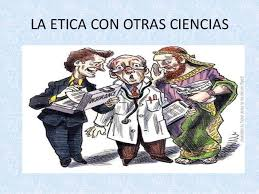 LA ETICA CON OTRAS CIENCIAS